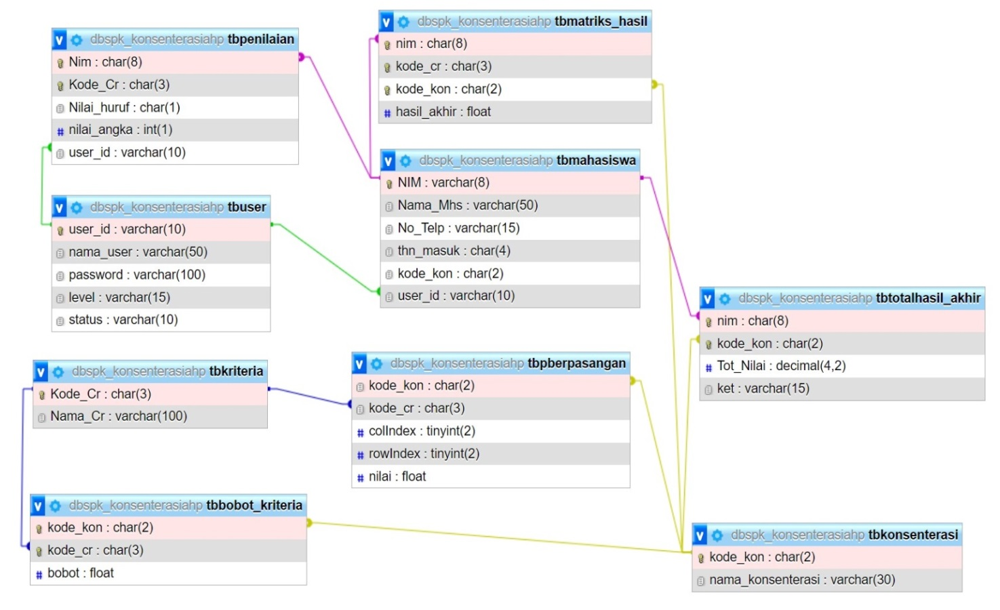 dbspk_konsenterasiahp tbpenilaian
Nim : char(8)
Kode_Cr : char(3)
Nilai_huruf : char(1)
nilai_angka : int(1)
user_id : varchar(10)
dbspk_konsenterasiahp tbmatriks_hasil
nim : char(8)
kode_cr : char(3)
kode_kon : char(2)
hasil_akhir : float
dbspk_konsenterasiahp tbuser
user_id : varchar(10)
nama_user : varchar(50)
password : varchar(100)
level : varchar(15)
status : varchar(10)
dbspk_konsenterasiahp tbmahasiswa
NIM : varchar(8)
Nama_Mhs : varchar(50)
No_Telp : varchar(15)
thn_masuk : char(4)
kode_kon : char(2)
user_id : varchar(10)
dbspk_konsenterasiahp tbtotalhasil_akhir
nim : char(8)
kode_kon : char(2)
Tot_Nilai : decimal(4,2)
ket : varchar(15)
dbspk_konsenterasiahp tbkriteria
Kode_Cr : char(3)
Nama_Cr : varchar(100)
dbspk_konsenterasiahp tbpberpasangan
kode_kon : char(2)
kode_cr : char(3)
colIndex : tinyint(2)
rowIndex : tinyint(2)
nilai : float
dbspk_konsenterasiahp tbbobot_kriteria
kode_kon : char(2)
kode_cr : char(3)
bobot : float
dbspk_konsenterasiahp tbkonsenterasi
kode_kon : char(2)
nama_konsenterasi : varchar(30)